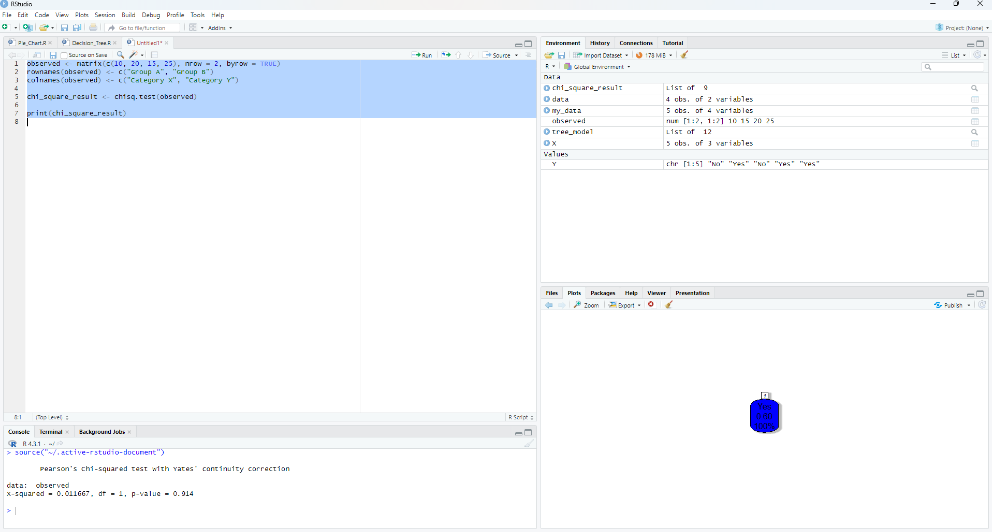 RStudio
File Edit Code View Plots Session Build Debug Profile Tools Help
Go to file/function Addins Project: (None)
Pie_Chart.R Decision_Tree.R Untitled1*
Source on Save Run Source
1 observed <- matrix(c(10, 20, 15, 25), nrow = 2, byrow = TRUE)
2 rownames(observed) <- c("Group A", "Group B")
3 colnames(observed) <- c("Category X", "Category Y")
4
5 chi_square_result <- chisq.test(observed)
6
7 print(chi_square_result)
8
8:1 (Top Level) R Script
Console Terminal Background Jobs
R 4.3.1 · ~/
> source("~/.active-rstudio-document")
Pearson's Chi-squared test with Yates' continuity correction
data: observed
X-squared = 0.011667, df = 1, p-value = 0.914
>
Environment History Connections Tutorial
Import Dataset 178 MiB List
R Global Environment
Data
chi_square_result List of 9
data 4 obs. of 2 variables
my_data 5 obs. of 4 variables
observed num [1:2, 1:2] 10 15 20 25
tree_model List of 12
X 5 obs. of 3 variables
Values
Y chr [1:5] "No" "Yes" "No" "Yes" "Yes"
Files Plots Packages Help Viewer Presentation
Zoom Export Publish